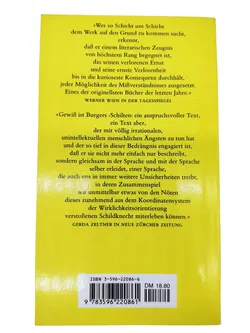 »Wer so Schicht um Schicht
dem Werk auf den Grund zu kommen sucht,
erkennt,
daß er einem literarischen Zeugnis
von höchstem Rang begegnet ist,
das seinen verlorenen Ernst
und seine ernste Verlorenheit
bis in die kurioseste Konsequenz durchhält,
jeder Möglichkeit des Mißverständnisses ausgesetzt.
Eines der originellsten Bücher der letzten Jahre.«
WERNER WIEN IN DER TAGESSPIEGEL
»Gewiß ist Burgers ›Schilten‹ ein anspruchsvoller Text,
ein Text aber,
der mit völlig irrationalen,
unintellektuellen menschlichen Ängsten zu tun hat
und der so tief in dieser Bedrängnis engagiert ist,
daß er sie nicht mehr einfach nur beschreibt,
sondern gleichsam in der Sprache und mit der Sprache
selber erleidet, einer Sprache,
die auch uns in immer weitere Unsicherheiten treibt,
in deren Zusammenspiel
wir unmittelbar etwas von den Nöten
dieses zunehmend aus dem Koordinatensystem
der Wirklichkeitsorientierung
verstoßenen Schildknecht miterleben können.«
GERDA ZELTNER IN NEUE ZÜRCHER ZEITUNG
ISBN 3-596-22086-6
DM 18.80
9 783596 220861